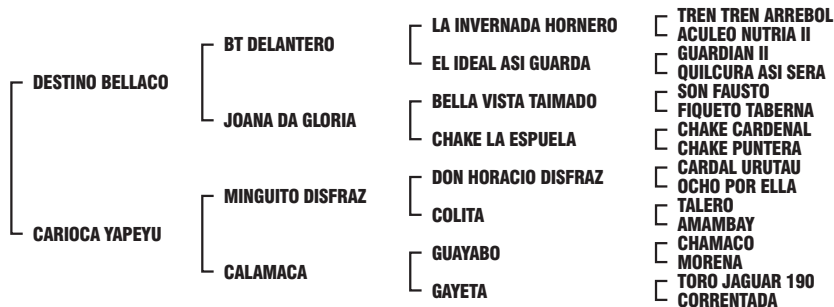 DESTINO BELLACO
CARIOCA YAPEYU
BT DELANTERO
JOANA DA GLORIA
MINGUITO DISFRAZ
CALAMACA
LA INVERNADA HORNERO
EL IDEAL ASI GUARDA
BELLA VISTA TAIMADO
CHAKE LA ESPUELA
DON HORACIO DISFRAZ
COLITA
GUAYABO
GAYETA
TREN TREN ARREBOL
ACULEO NUTRIA II
GUARDIAN II
QUILCURA ASI SERA
SON FAUSTO
FIQUETO TABERNA
CHAKE CARDENAL
CHAKE PUNTERA
CARDAL URUTAU
OCHO POR ELLA
TALERO
AMAMBAY
CHAMACO
MORENA
TORO JAGUAR 190
CORRENTADA